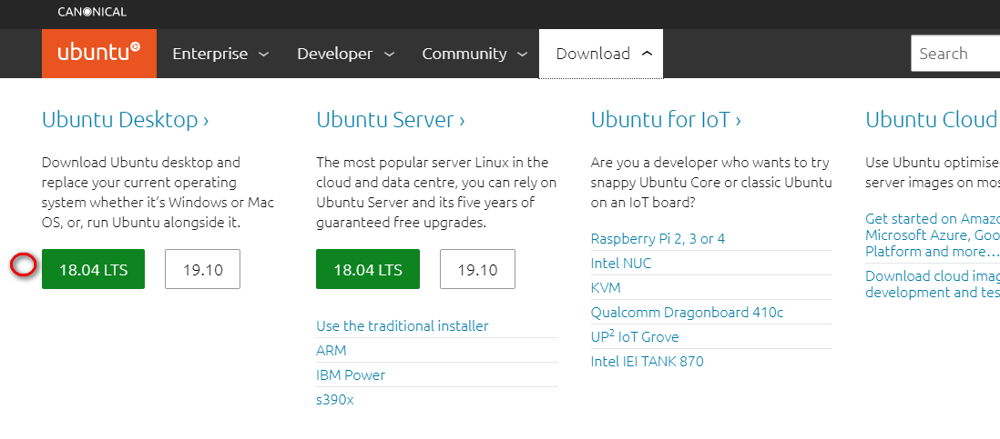 CANONICAL
ubuntu Enterprise Developer Community Download Search
Ubuntu Desktop ›
Download Ubuntu desktop and
replace your current operating
system whether it’s Windows or Mac
OS, or, run Ubuntu alongside it.
18.04 LTS 19.10
Ubuntu Server ›
The most popular server Linux in the
cloud and data centre, you can rely on
Ubuntu Server and its five years of
guaranteed free upgrades.
18.04 LTS 19.10
Use the traditional installer
ARM
IBM Power
s390x
Ubuntu for IoT ›
Are you a developer who wants to try
snappy Ubuntu Core or classic Ubuntu
on an IoT board?
Raspberry Pi 2, 3 or 4
Intel NUC
KVM
Qualcomm Dragonboard 410c
UP² IoT Grove
Intel IEI TANK 870
Ubuntu Cloud
Use Ubuntu optimise
server images on mos
Get started on Amazo
Microsoft Azure, Goo
Platform and more…
Download cloud imag
development and tes